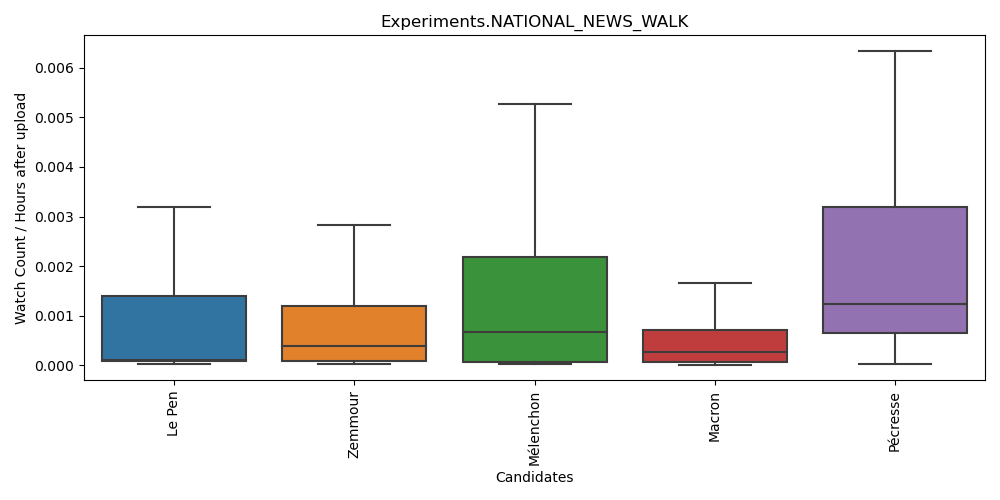 Experiments.NATIONAL_NEWS_WALK
Watch Count / Hours after upload
0.006
0.005
0.004
0.003
0.002
0.001
0.000
Le Pen
Zemmour
Mélenchon
Macron
Pécresse
Candidates